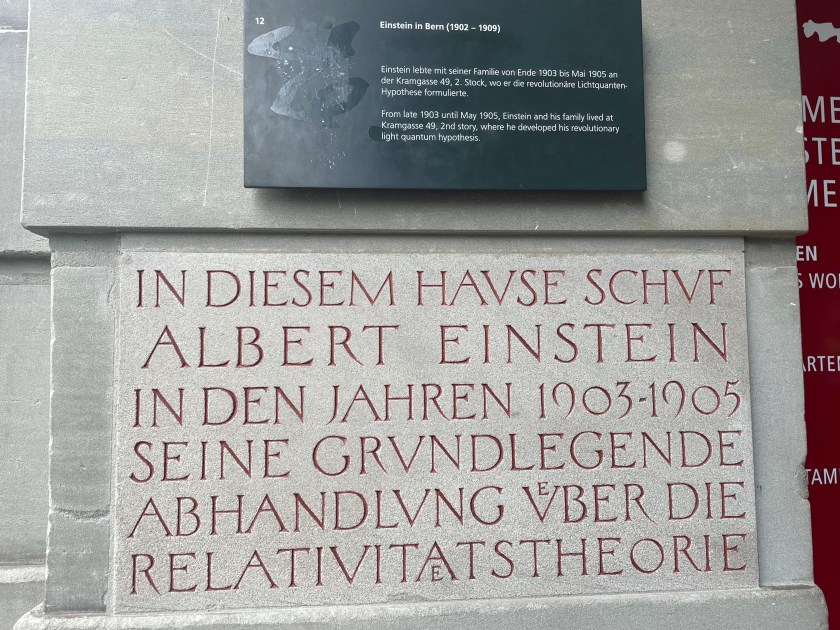 12
Einstein in Bern (1902 – 1909)
Einstein lebte mit seiner Familie von Ende 1903 bis Mai 1905 an
der Kramgasse 49, 2. Stock, wo er die revolutionäre Lichtquanten-
Hypothese formulierte.
From late 1903 until May 1905, Einstein and his family lived at
Kramgasse 49, 2nd story, where he developed his revolutionary
light quantum hypothesis.
IN DIESEM HAVSE SCHVF
ALBERT EINSTEIN
IN DEN JAHREN 1903-1905
SEINE GRVNDLEGENDE
ABHANDLVNG VͤBER DIE
RELATIVITAETSTHEORIE